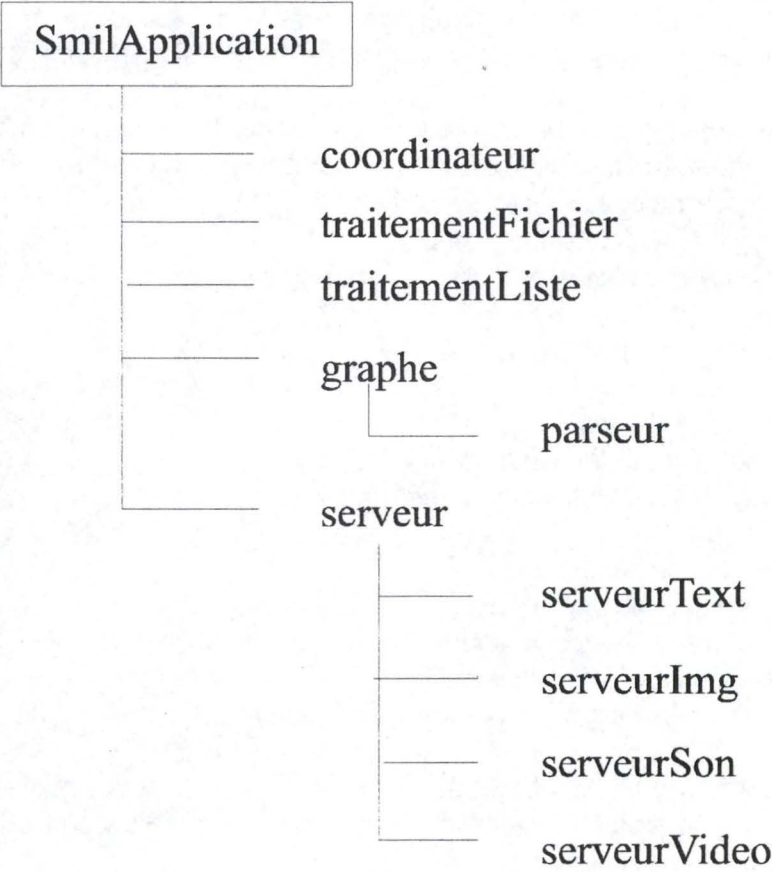 SmilApplication
coordinateur
traitementFichier
traitementListe
graphe
parseur
serveur
serveurText
serveurImg
serveurSon
serveurVideo